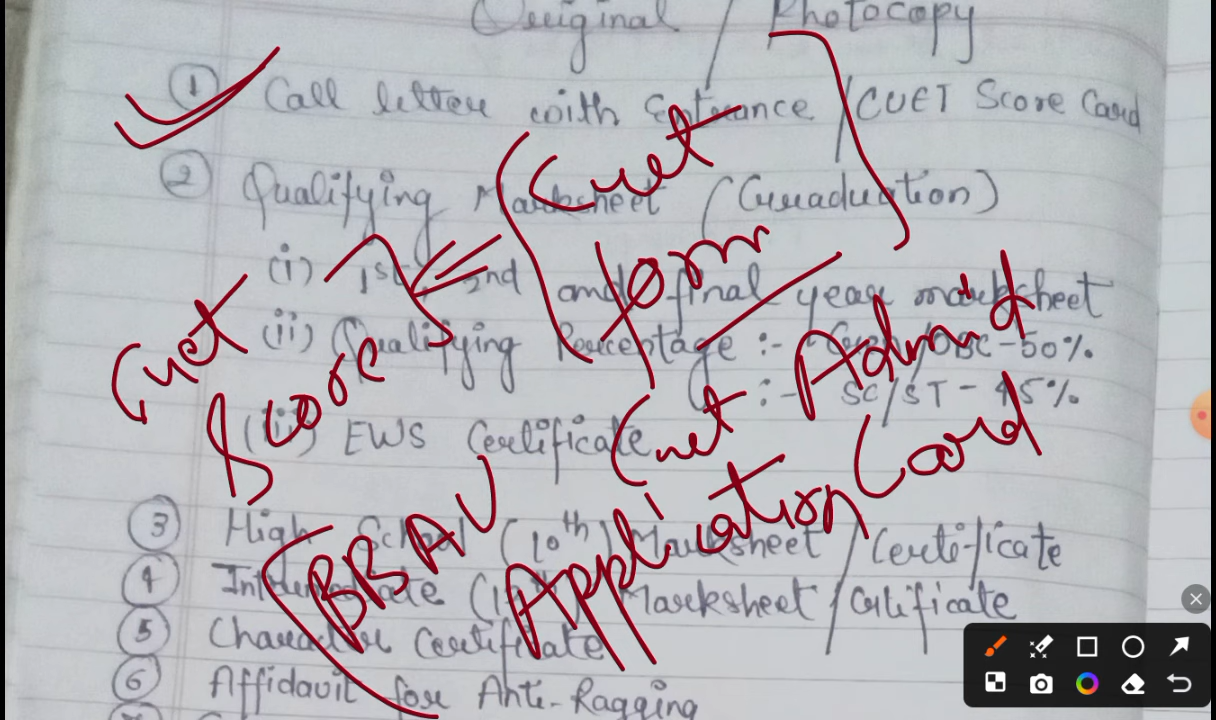 Original / Photocopy
① Call letter with Entrance / CUET Score Card
② Qualifying Marksheet / (Graduation)
(i) 1st, 2nd and final year marksheet
(ii) Qualifying Percentage :- Gen/OBC - 50%
:- SC/ST - 45%
(iii) EWS Certificate
③ High School (10th) Marksheet / Certificate
④ Intermediate (12th) Marksheet / Certificate
⑤ Character Certificate
⑥ Affidavit for Anti-Ragging
Cuet
form
Cuet
Score
Cuet Admit
Card
BBAU
Application